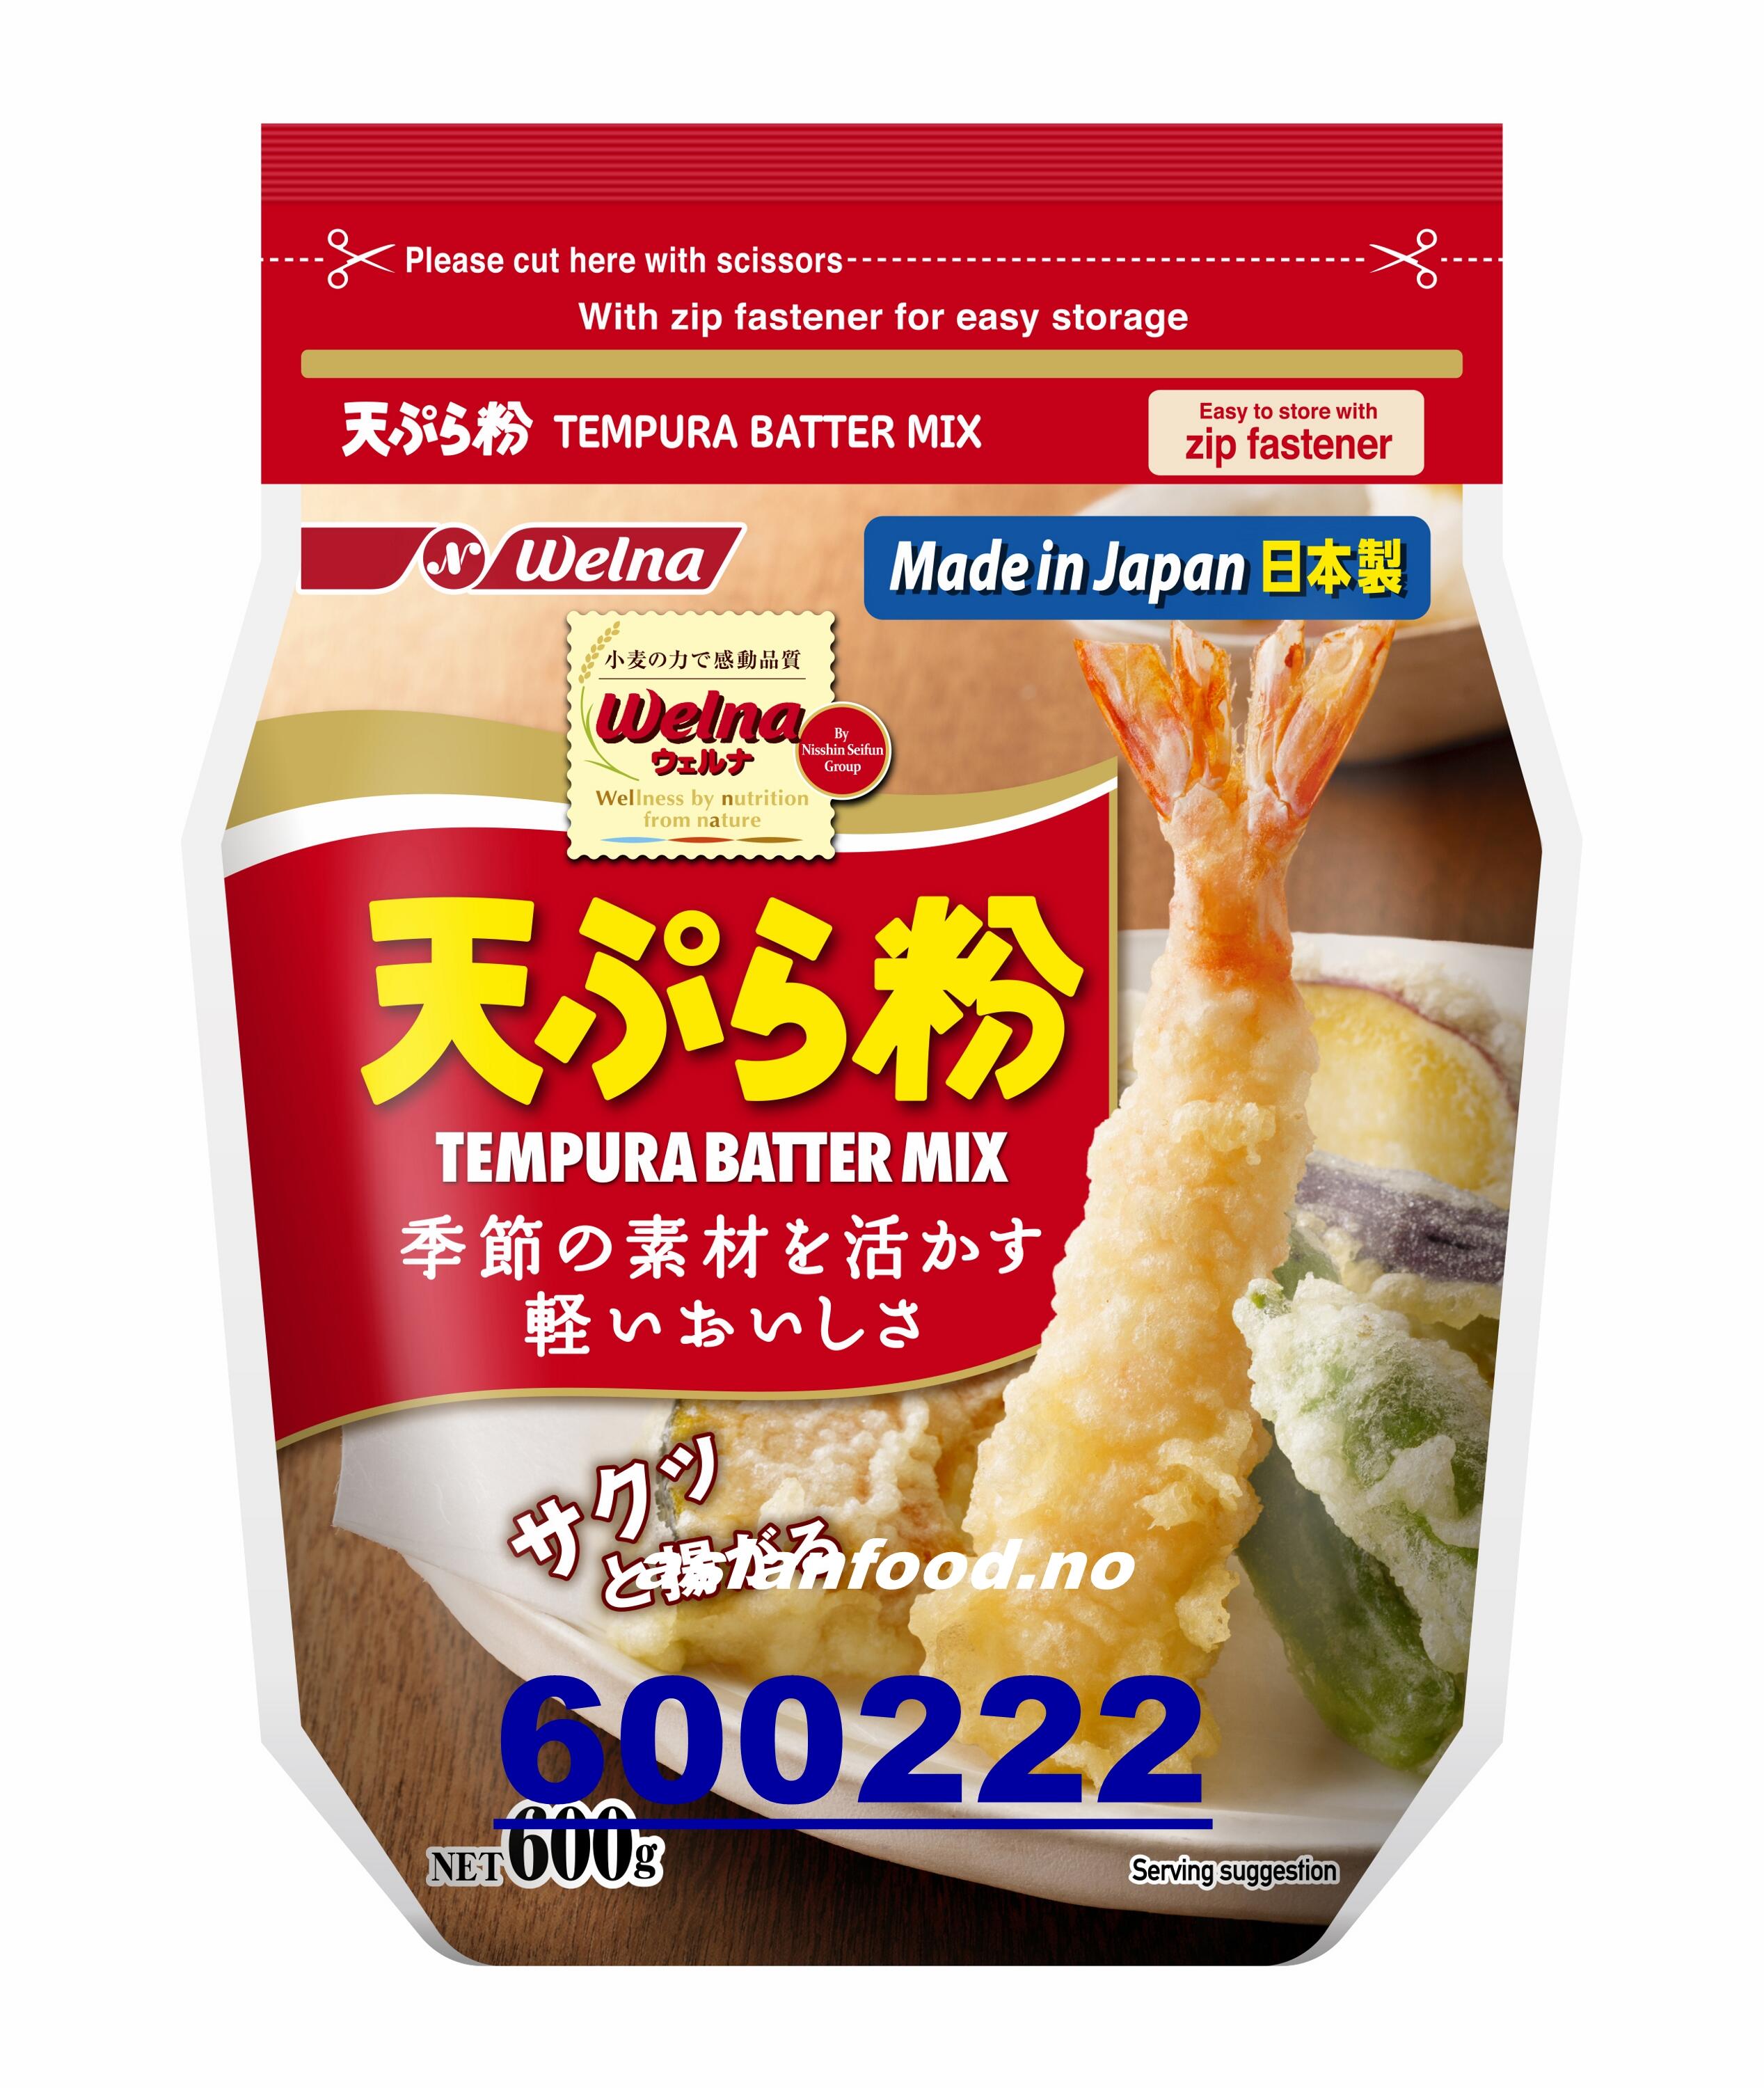 Please cut here with scissors
With zip fastener for easy storage
天ぷら粉 TEMPURA BATTER MIX
Easy to store with
zip fastener
N Welna
Made in Japan 日本製
小麦の力で感動品質
Welna
ウェルナ
By
Nisshin Seifun
Group
Wellness by nutrition
from nature
天ぷら粉
TEMPURA BATTER MIX
季節の素材を活かす
軽いおいしさ
サクッ
と揚がる
asianfood.no
600222
NET 600g
Serving suggestion